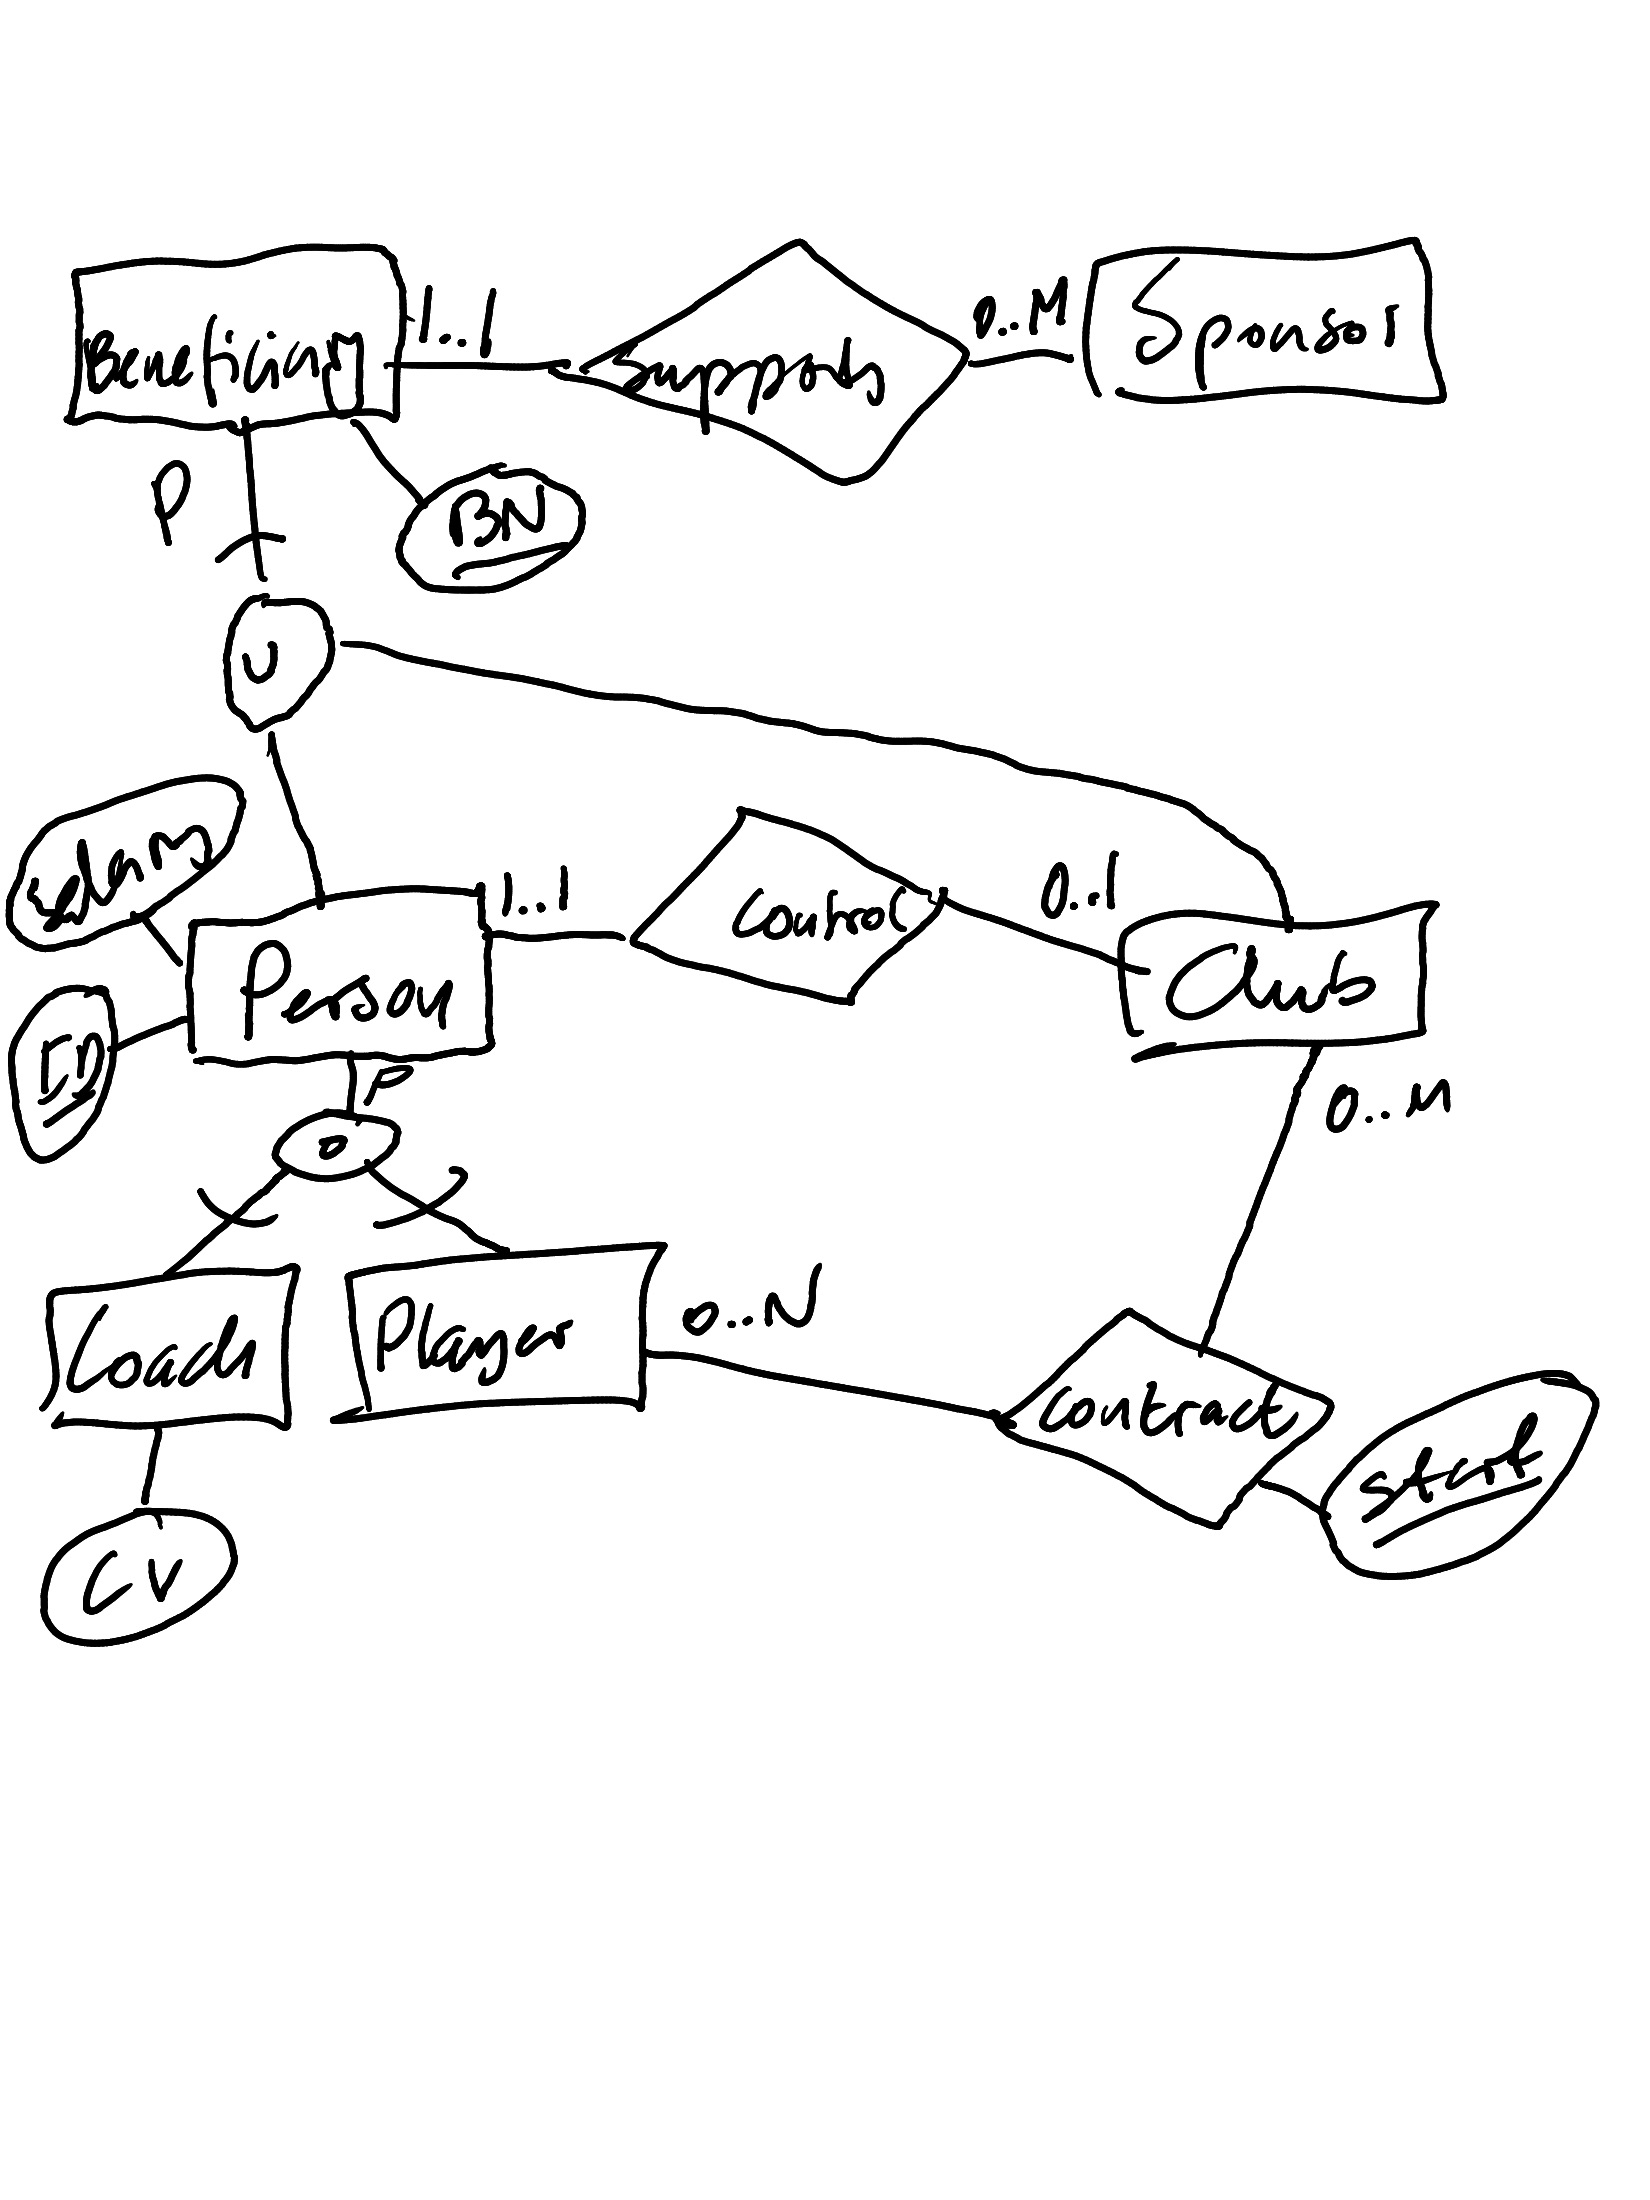 Beneficiary
1..1
Supports
0..M
Sponsor
P
BN
U
Salary
Person
1..1
Control
0..1
Club
ID
P
O
0..M
Coach
Player
0..N
Contract
start
CV